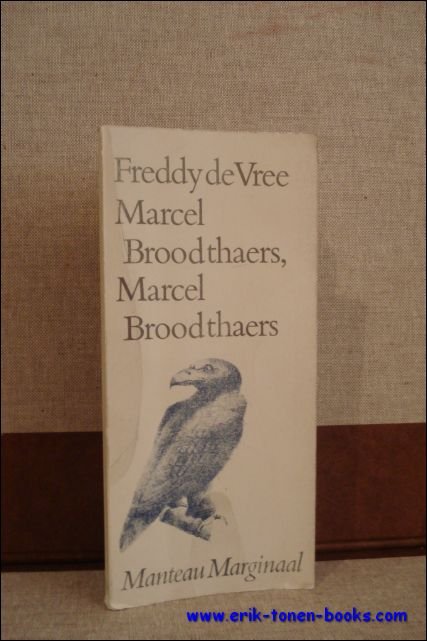 Freddy de Vree
Marcel
Broodthaers,
Marcel
Broodthaers
Manteau Marginaal
www.erik-tonen-books.com